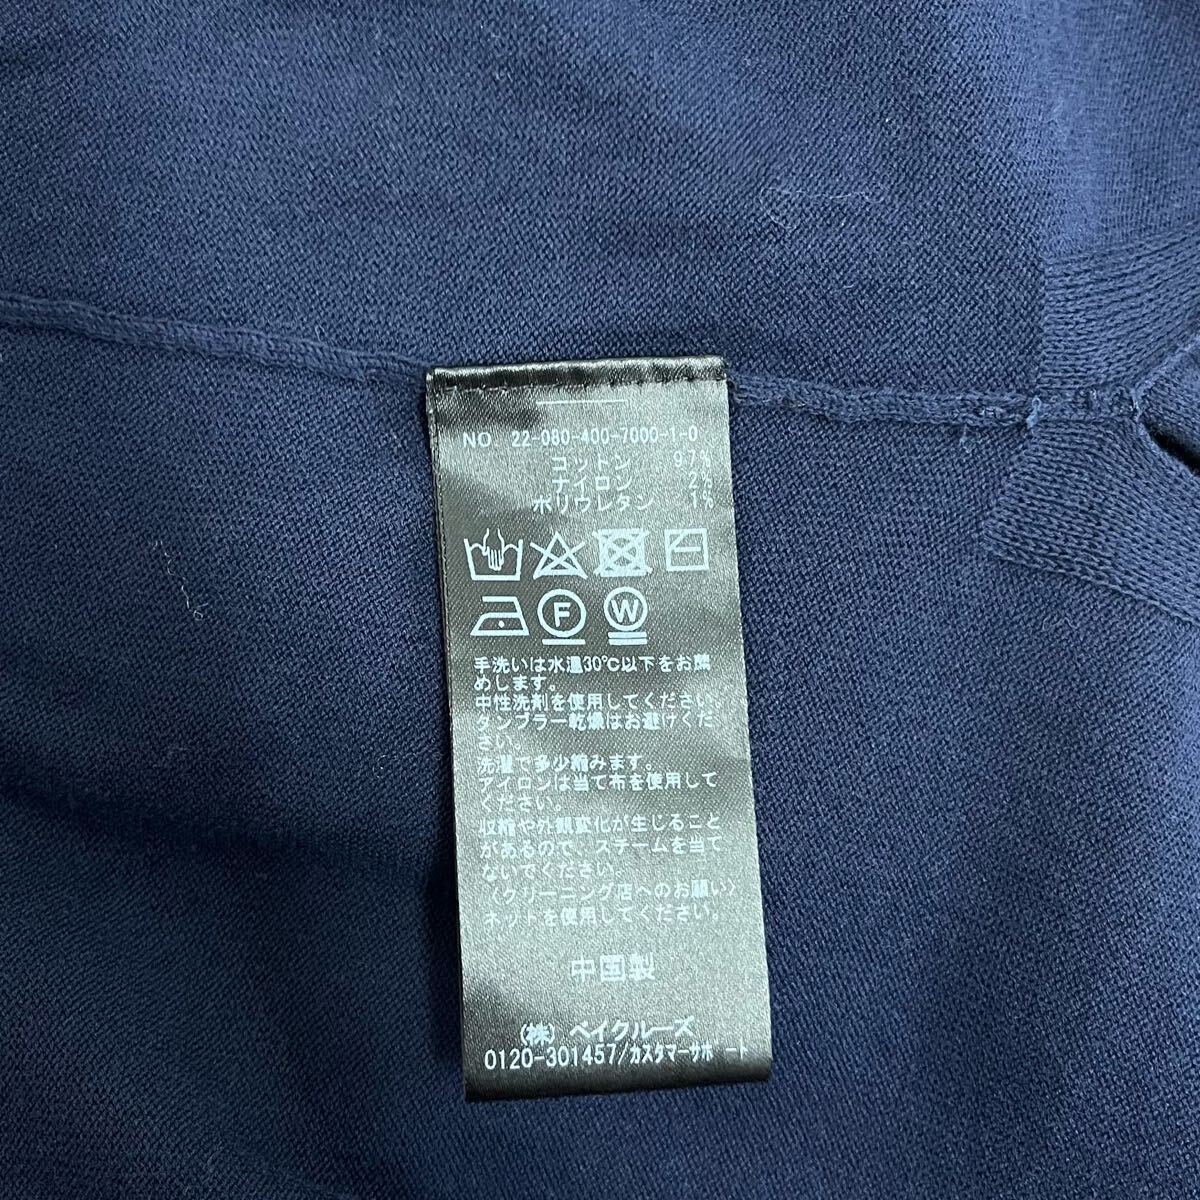 NO. 22-080-400-7000-1-0
コットン 97%
ナイロン 2%
ポリウレタン 1%
F W
手洗いは水温30℃以下をお薦
めします。
中性洗剤を使用してください。
タンブラー乾燥はお避けくだ
さい。
洗濯で多少縮みます。
アイロンは当て布を使用して
ください。
収縮や外観変化が生じること
があるので、スチームを当て
ないでください。
〈クリーニング店へのお願い〉
ネットを使用してください。
中国製
(株) ベイクルーズ
0120-301457/カスタマーサポート